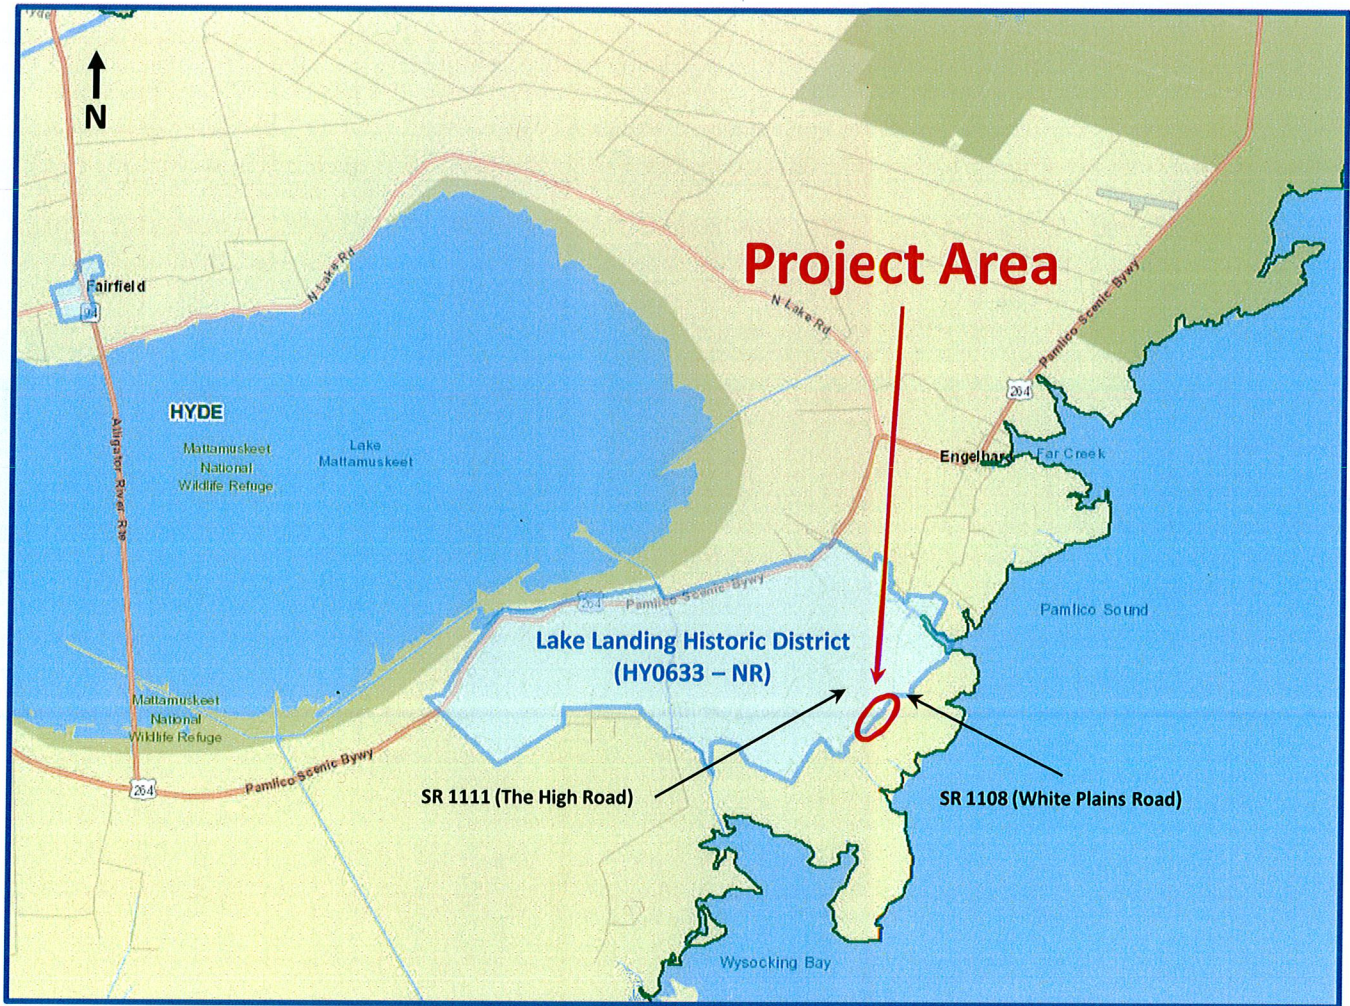 Hyde
N
Project Area
Fairfield
94
N Lake Rd
N Lake Rd
Pamlico Scenic Bywy
264
HYDE
Mattamuskeet
National
Wildlife Refuge
Lake
Mattamuskeet
Alligator River Rte
Engelhard
Far Creek
264
Pamlico Scenic Bywy
Pamlico Sound
Lake Landing Historic District
(HY0633 – NR)
Mattamuskeet
National
Wildlife Refuge
264
Pamlico Scenic Bywy
SR 1111 (The High Road)
SR 1108 (White Plains Road)
Wysocking Bay